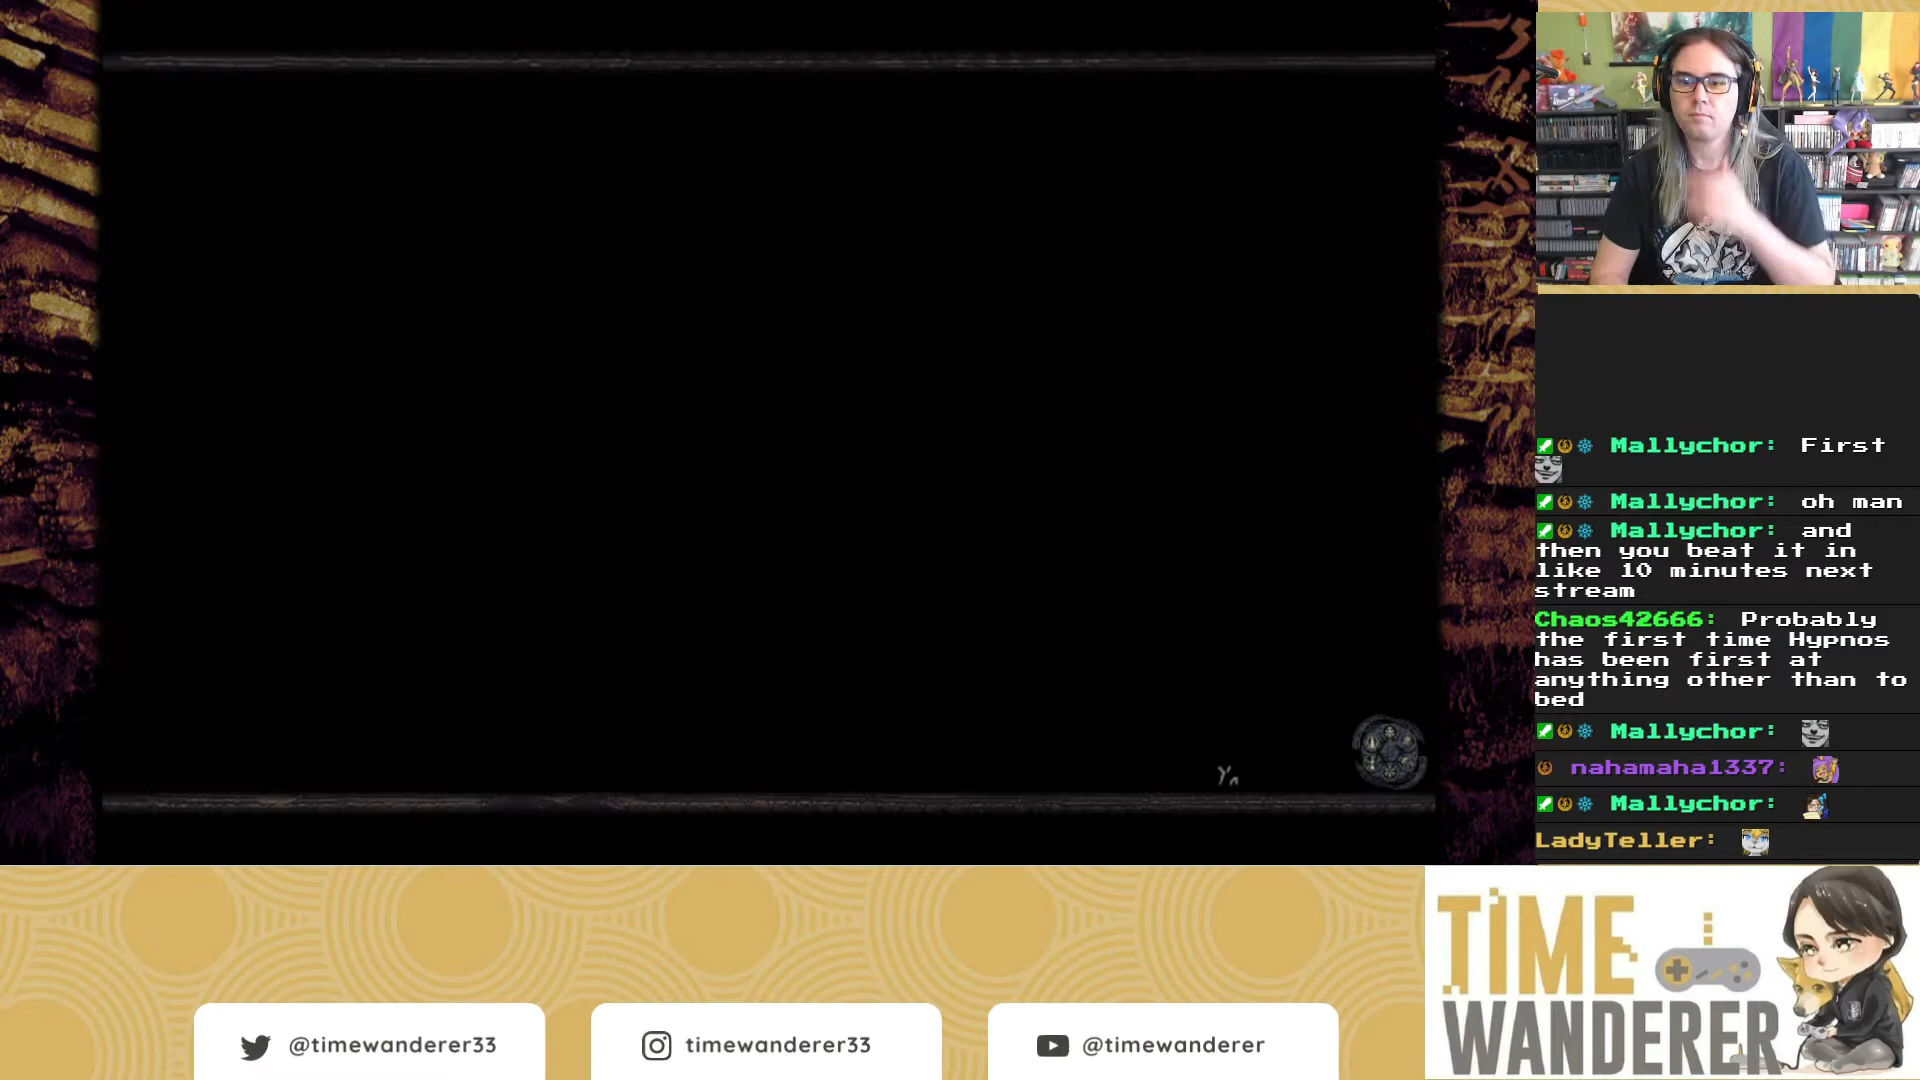 Mallychor: First
Mallychor: oh man
Mallychor: and
then you beat it in
like 10 minutes next
stream
Chaos42666: Probably
the first time Hypnos
has been first at
anything other than to
bed
Mallychor:
nahamaha1337:
Mallychor:
LadyTeller:
TIME
WANDERER
@timewanderer33
timewanderer33
@timewanderer